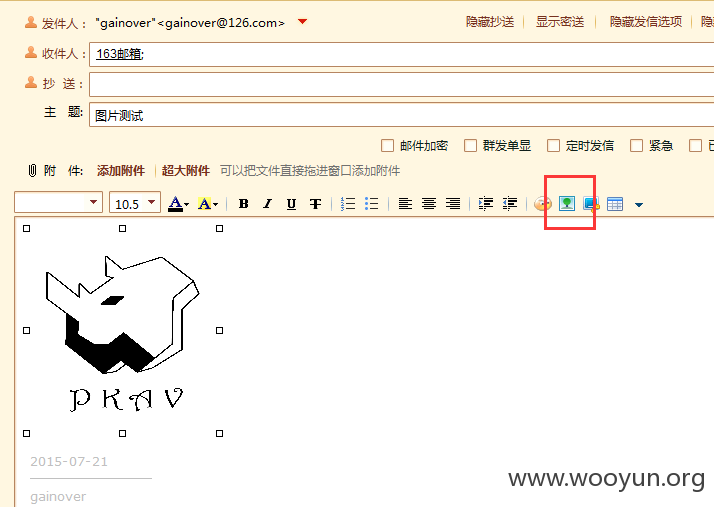 发件人： "gainover"<gainover@126.com> 隐藏抄送 显示密送 隐藏发信选项
收件人： 163邮箱;
抄 送：
主 题: 图片测试
邮件加密 群发单显 定时发信 紧急
附 件: 添加附件 超大附件 可以把文件直接拖进窗口添加附件
10.5 A A B I U T
PKAV
2015-07-21
gainover
www.wooyun.org